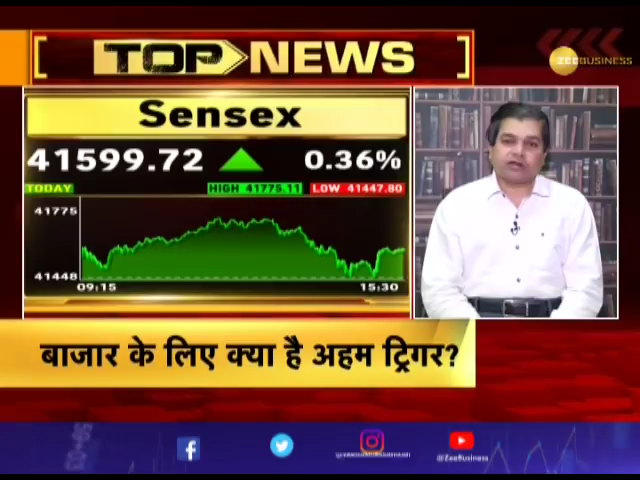 TOP NEWS
ZEEBUSINESS
Sensex
41599.72 0.36%
TODAY HIGH 41775.11 LOW 41447.80
41775
41448
09:15 15:30
बाजार के लिए क्या है अहम ट्रिगर?
@ZeeBusiness